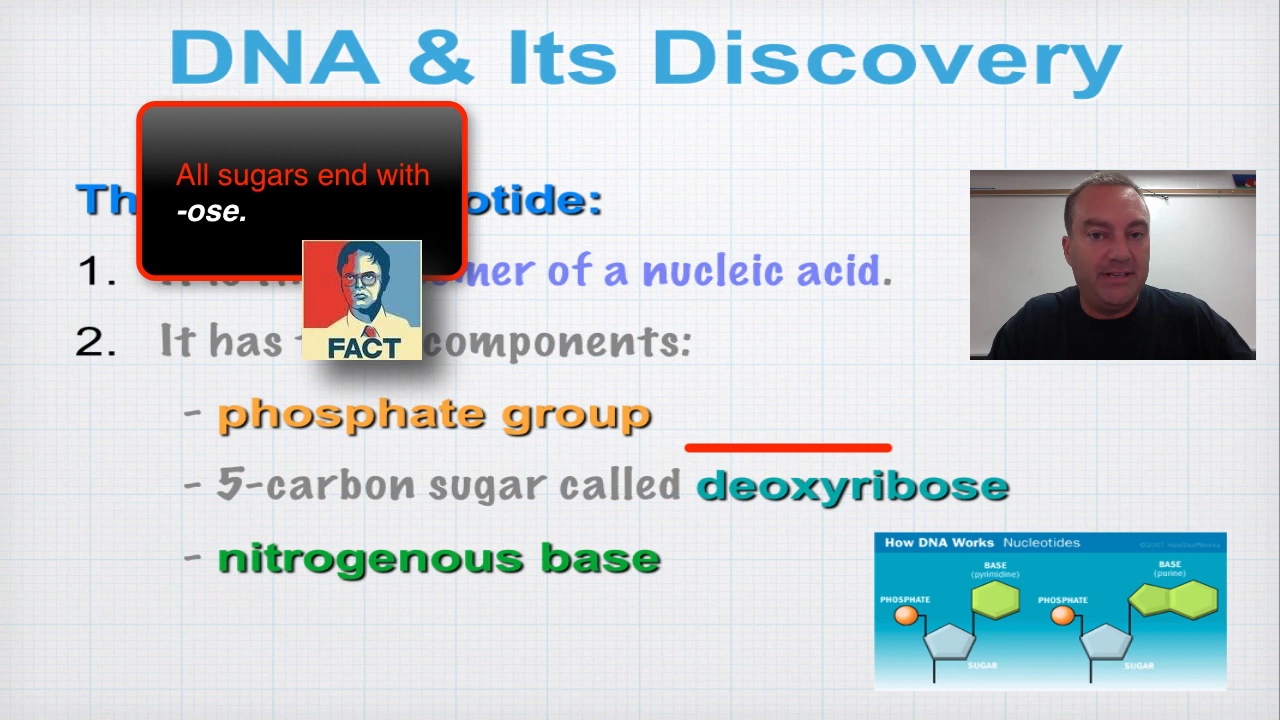 DNA & Its Discovery
All sugars end with
-ose.
Th otide:
1. mer of a nucleic acid.
FACT
2. It has components:
- phosphate group
- 5-carbon sugar called deoxyribose
- nitrogenous base
How DNA Works Nucleotides
BASE
(pyrimidine)
BASE
(purine)
PHOSPHATE
PHOSPHATE
SUGAR
SUGAR